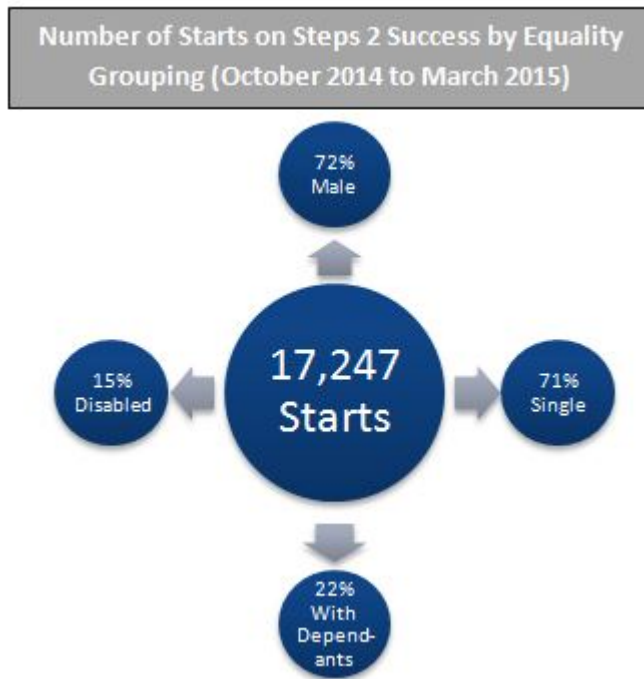 Number of Starts on Steps 2 Success by Equality
Grouping (October 2014 to March 2015)
72%
Male
17,247
Starts
15%
Disabled
71%
Single
22%
With
Depend-
ants